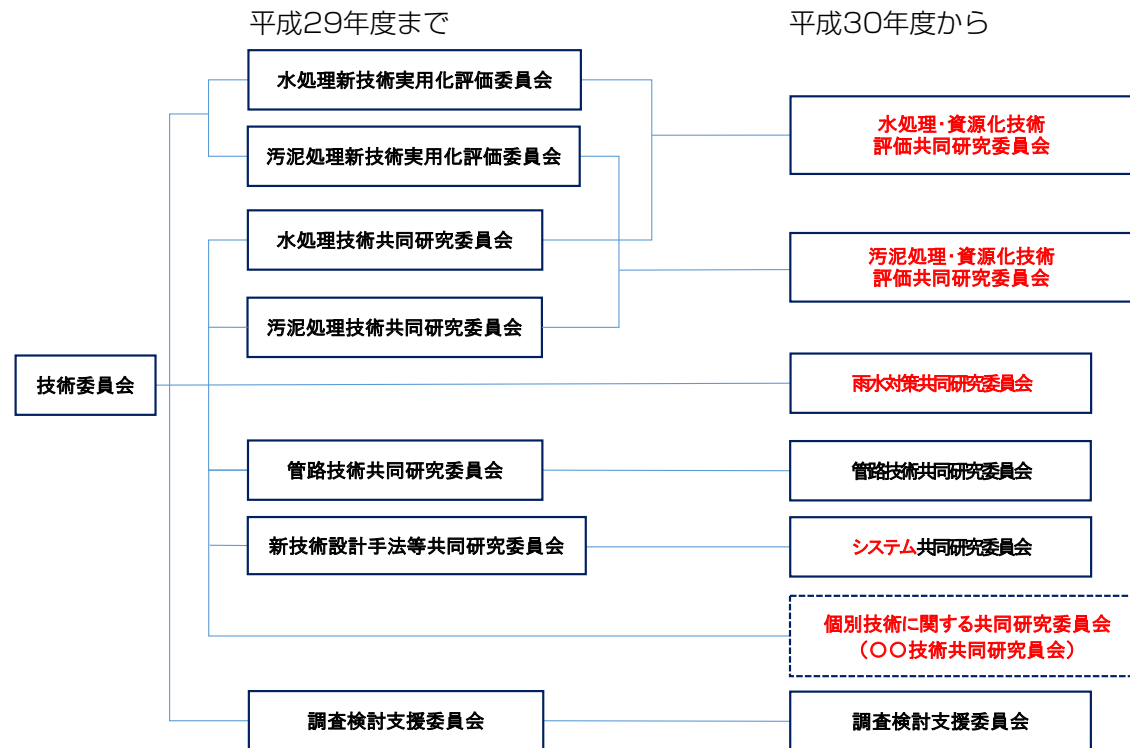 平成29年度まで
平成30年度から
水処理新技術実用化評価委員会
汚泥処理新技術実用化評価委員会
水処理・資源化技術
評価共同研究委員会
水処理技術共同研究委員会
汚泥処理・資源化技術
評価共同研究委員会
汚泥処理技術共同研究委員会
技術委員会
雨水対策共同研究委員会
管路技術共同研究委員会
管路技術共同研究委員会
新技術設計手法等共同研究委員会
システム共同研究委員会
個別技術に関する共同研究委員会
（〇〇技術共同研究員会）
調査検討支援委員会
調査検討支援委員会